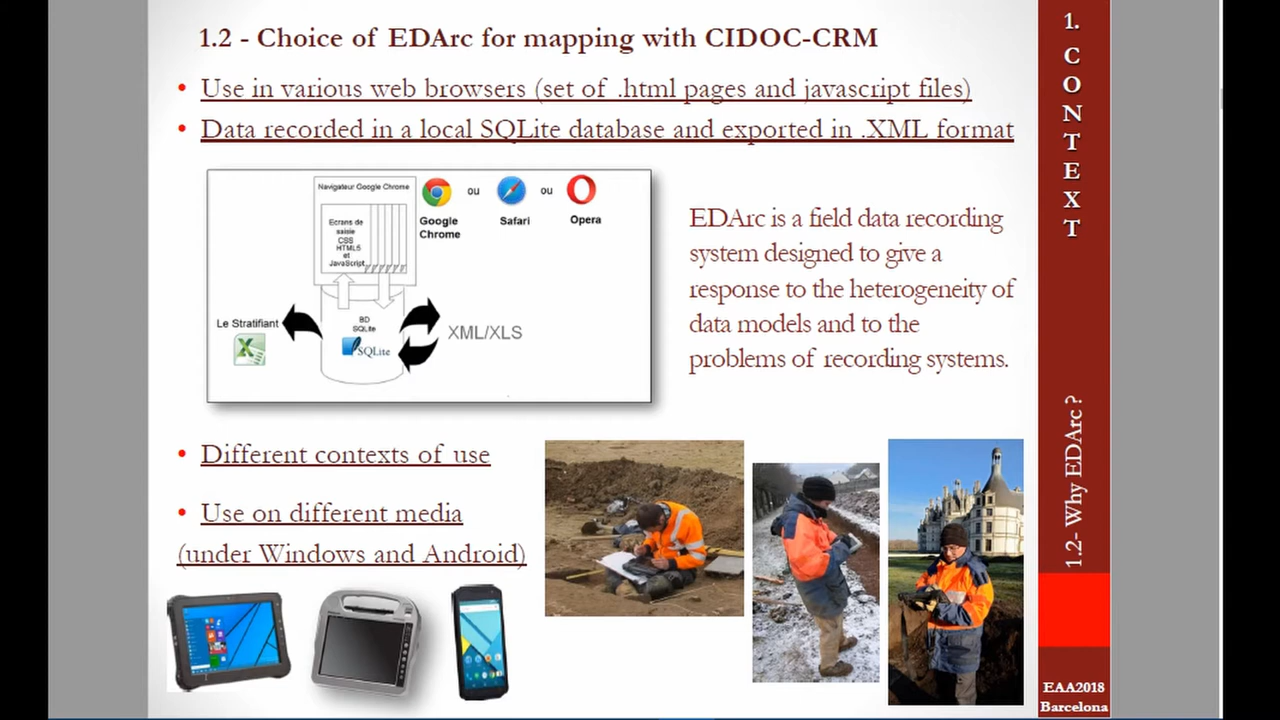 1.2 - Choice of EDArc for mapping with CIDOC-CRM
• Use in various web browsers (set of .html pages and javascript files)
• Data recorded in a local SQLite database and exported in .XML format
Navigateur Google Chrome
Ecrans de
saisie
CSS
HTML5
et
JavaScript
Google
Chrome
ou
Safari
ou
Opera
Le Stratifiant
BD
SQLite
SQLite
XML/XLS
EDArc is a field data recording
system designed to give a
response to the heterogeneity of
data models and to the
problems of recording systems.
• Different contexts of use
• Use on different media
(under Windows and Android)
1.
CONTEXT
1.2- Why EDArc ?
EAA2018
Barcelona